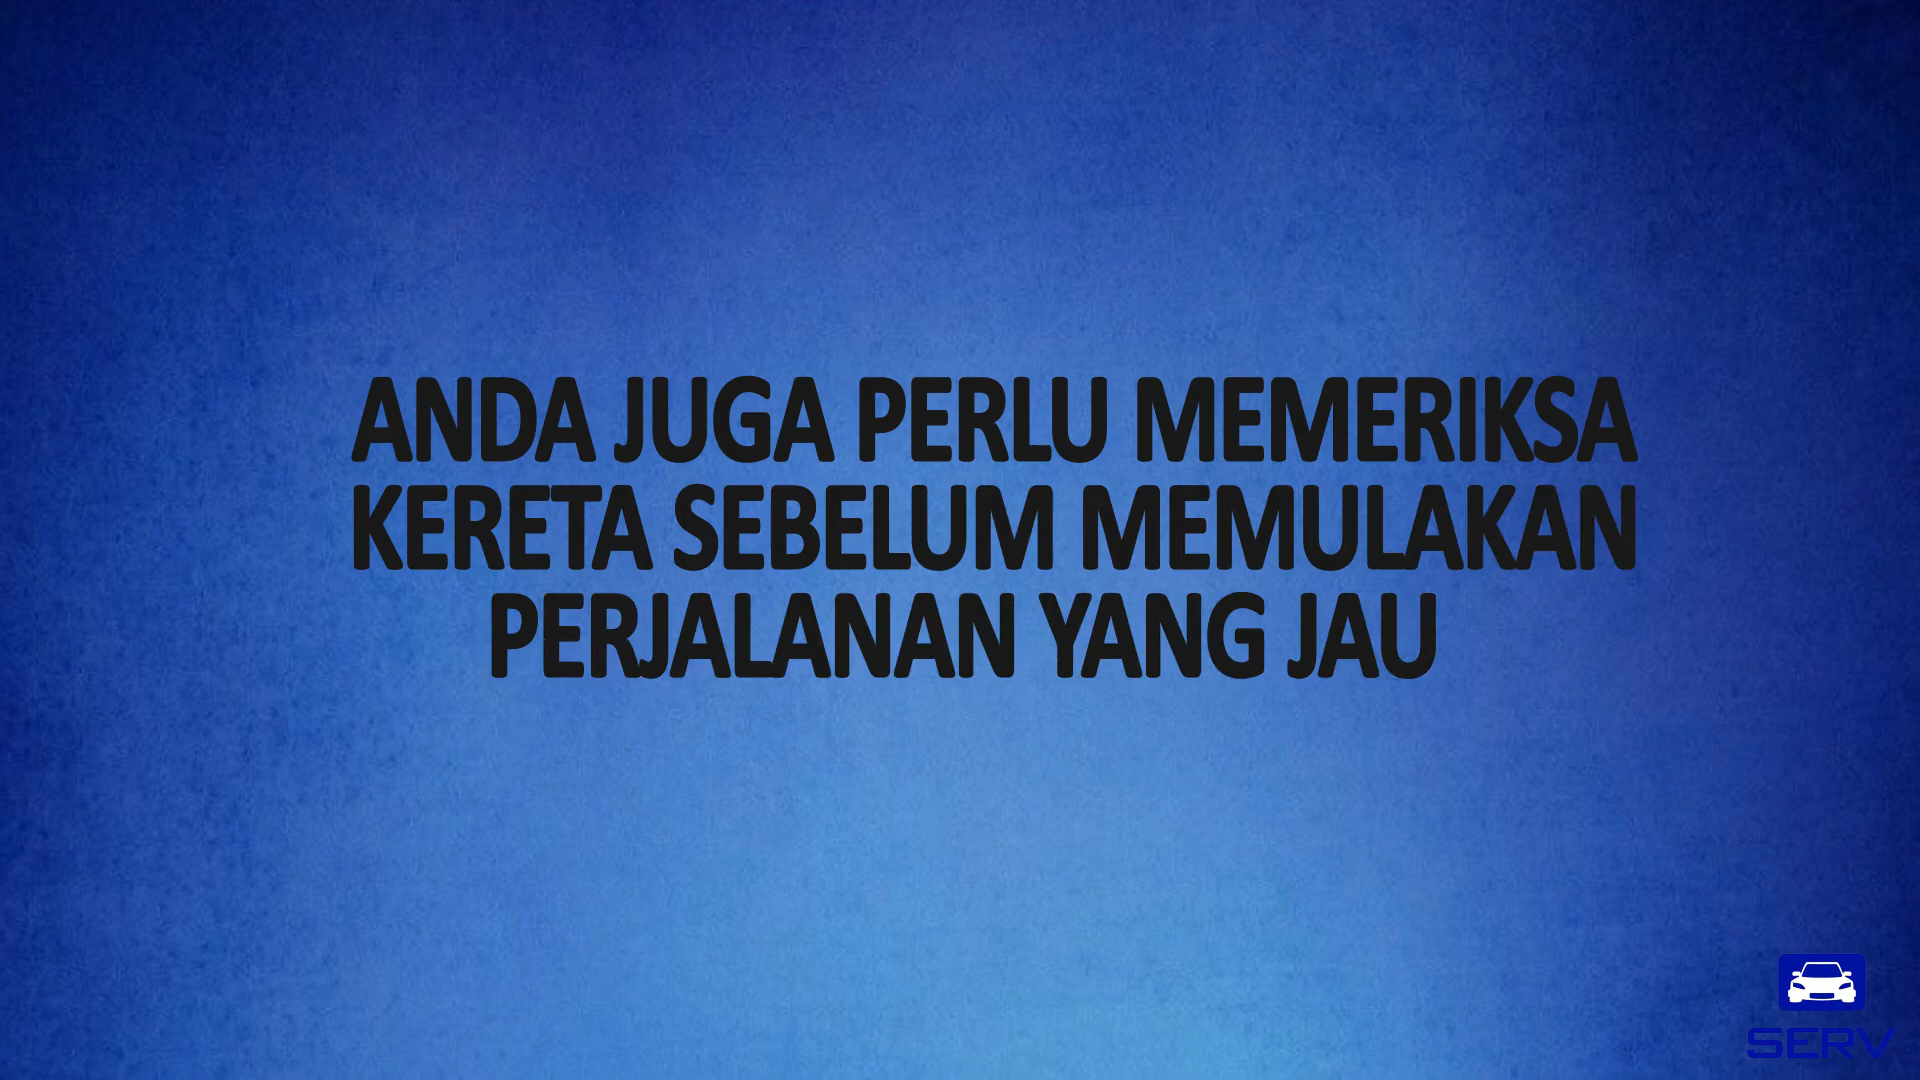 ANDA JUGA PERLU MEMERIKSA
KERETA SEBELUM MEMULAKAN
PERJALANAN YANG JAU
SERV